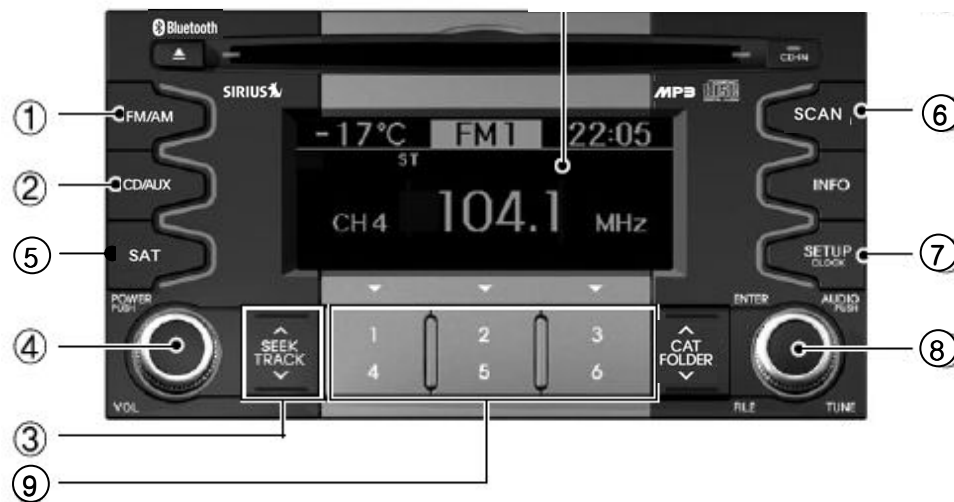 Bluetooth
CD-IN
SIRIUS
MP3
FM/AM
SCAN
1
6
-17°C FM1 22:05
ST
2
CD/AUX
INFO
CH4 104.1 MHz
5
SAT
SETUP
CLOCK
7
POWER
PUSH
ENTER
AUDIO
PUSH
4
SEEK
TRACK
1 2 3
4 5 6
CAT
FOLDER
8
VOL
FILE
TUNE
3
9